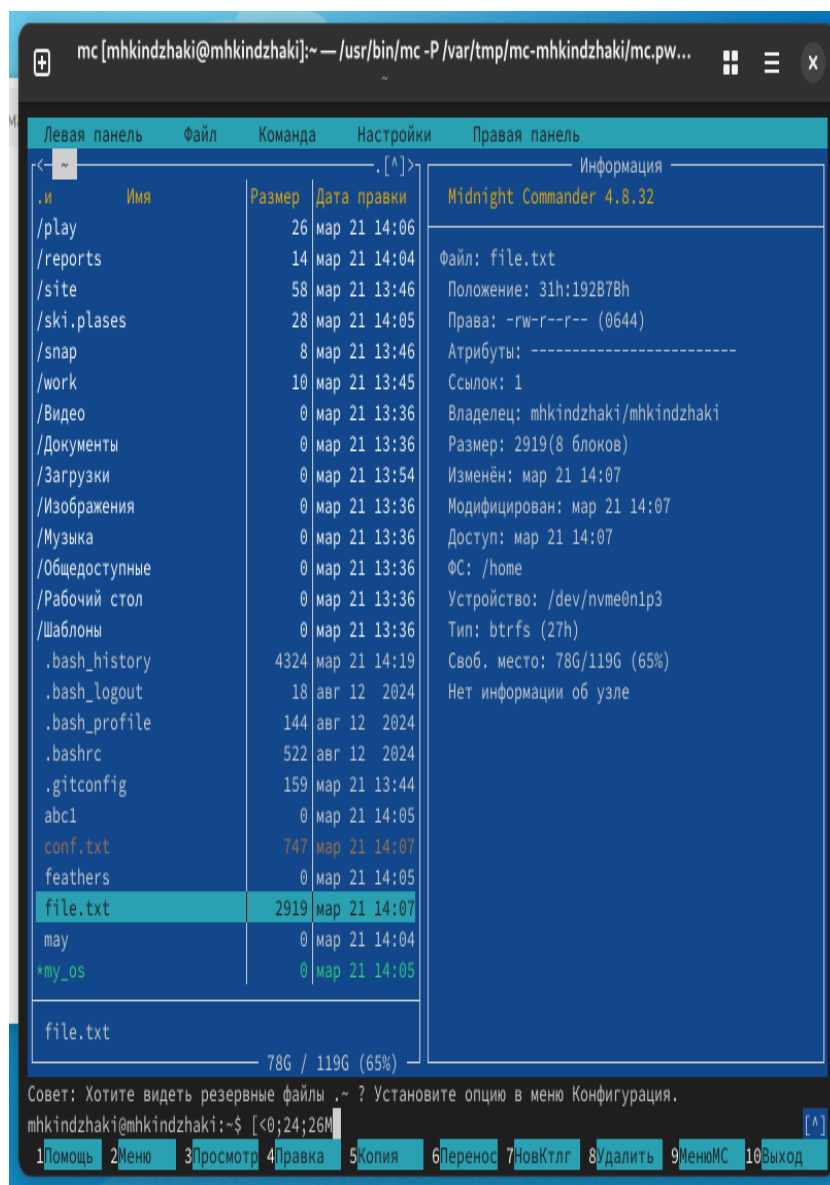 mc [mhkindzhaki@mhkindzhaki]:~ — /usr/bin/mc -P /var/tmp/mc-mhkindzhaki/mc.pw...
~
Левая панель Файл Команда Настройки Правая панель
<- ~ .[^]>
.и Имя Размер Дата правки
/play 26 мар 21 14:06
/reports 14 мар 21 14:04
/site 58 мар 21 13:46
/ski.plases 28 мар 21 14:05
/snap 8 мар 21 13:46
/work 10 мар 21 13:45
/Видео 0 мар 21 13:36
/Документы 0 мар 21 13:36
/Загрузки 0 мар 21 13:54
/Изображения 0 мар 21 13:36
/Музыка 0 мар 21 13:36
/Общедоступные 0 мар 21 13:36
/Рабочий стол 0 мар 21 13:36
/Шаблоны 0 мар 21 13:36
.bash_history 4324 мар 21 14:19
.bash_logout 18 авг 12 2024
.bash_profile 144 авг 12 2024
.bashrc 522 авг 12 2024
.gitconfig 159 мар 21 13:44
abc1 0 мар 21 14:05
conf.txt 747 мар 21 14:07
feathers 0 мар 21 14:05
file.txt 2919 мар 21 14:07
may 0 мар 21 14:04
*my_os 0 мар 21 14:05
file.txt
78G / 119G (65%)
Информация
Midnight Commander 4.8.32
Файл: file.txt
Положение: 31h:192B7Bh
Права: -rw-r--r-- (0644)
Атрибуты: -------------------------
Ссылок: 1
Владелец: mhkindzhaki/mhkindzhaki
Размер: 2919(8 блоков)
Изменён: мар 21 14:07
Модифицирован: мар 21 14:07
Доступ: мар 21 14:07
ФС: /home
Устройство: /dev/nvme0n1p3
Тип: btrfs (27h)
Своб. место: 78G/119G (65%)
Нет информации об узле
Совет: Хотите видеть резервные файлы .~ ? Установите опцию в меню Конфигурация.
mhkindzhaki@mhkindzhaki:~$ [<0;24;26M [^]
1Помощь 2Меню 3Просмотр 4Правка 5Копия 6Перенос 7НовКтлг 8Удалить 9МенюMC 10Выход